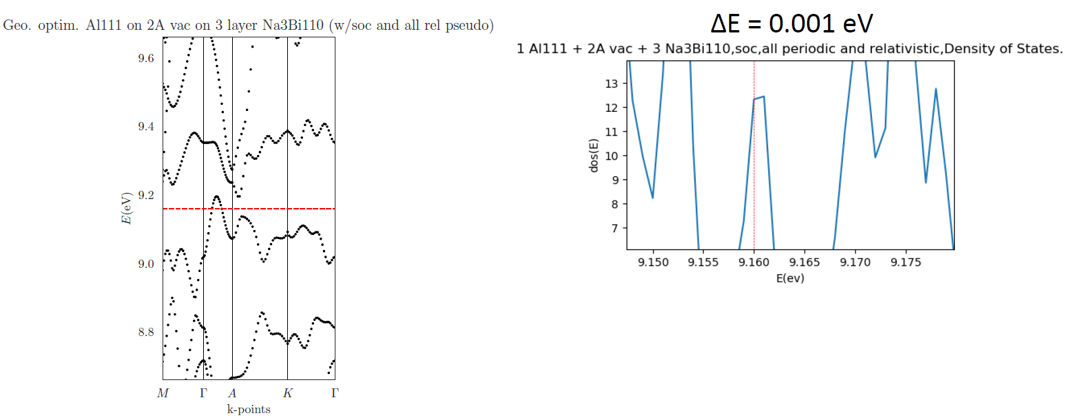 Geo. optim. Al111 on 2A vac on 3 layer Na3Bi110 (w/soc and all rel pseudo)
9.6
9.4
9.2
9.0
8.8
E(eV)
M Γ A K Γ
k-points
ΔE = 0.001 eV
1 Al111 + 2A vac + 3 Na3Bi110,soc,all periodic and relativistic,Density of States.
13
12
11
10
9
8
7
dos(E)
9.150 9.155 9.160 9.165 9.170 9.175
E(ev)